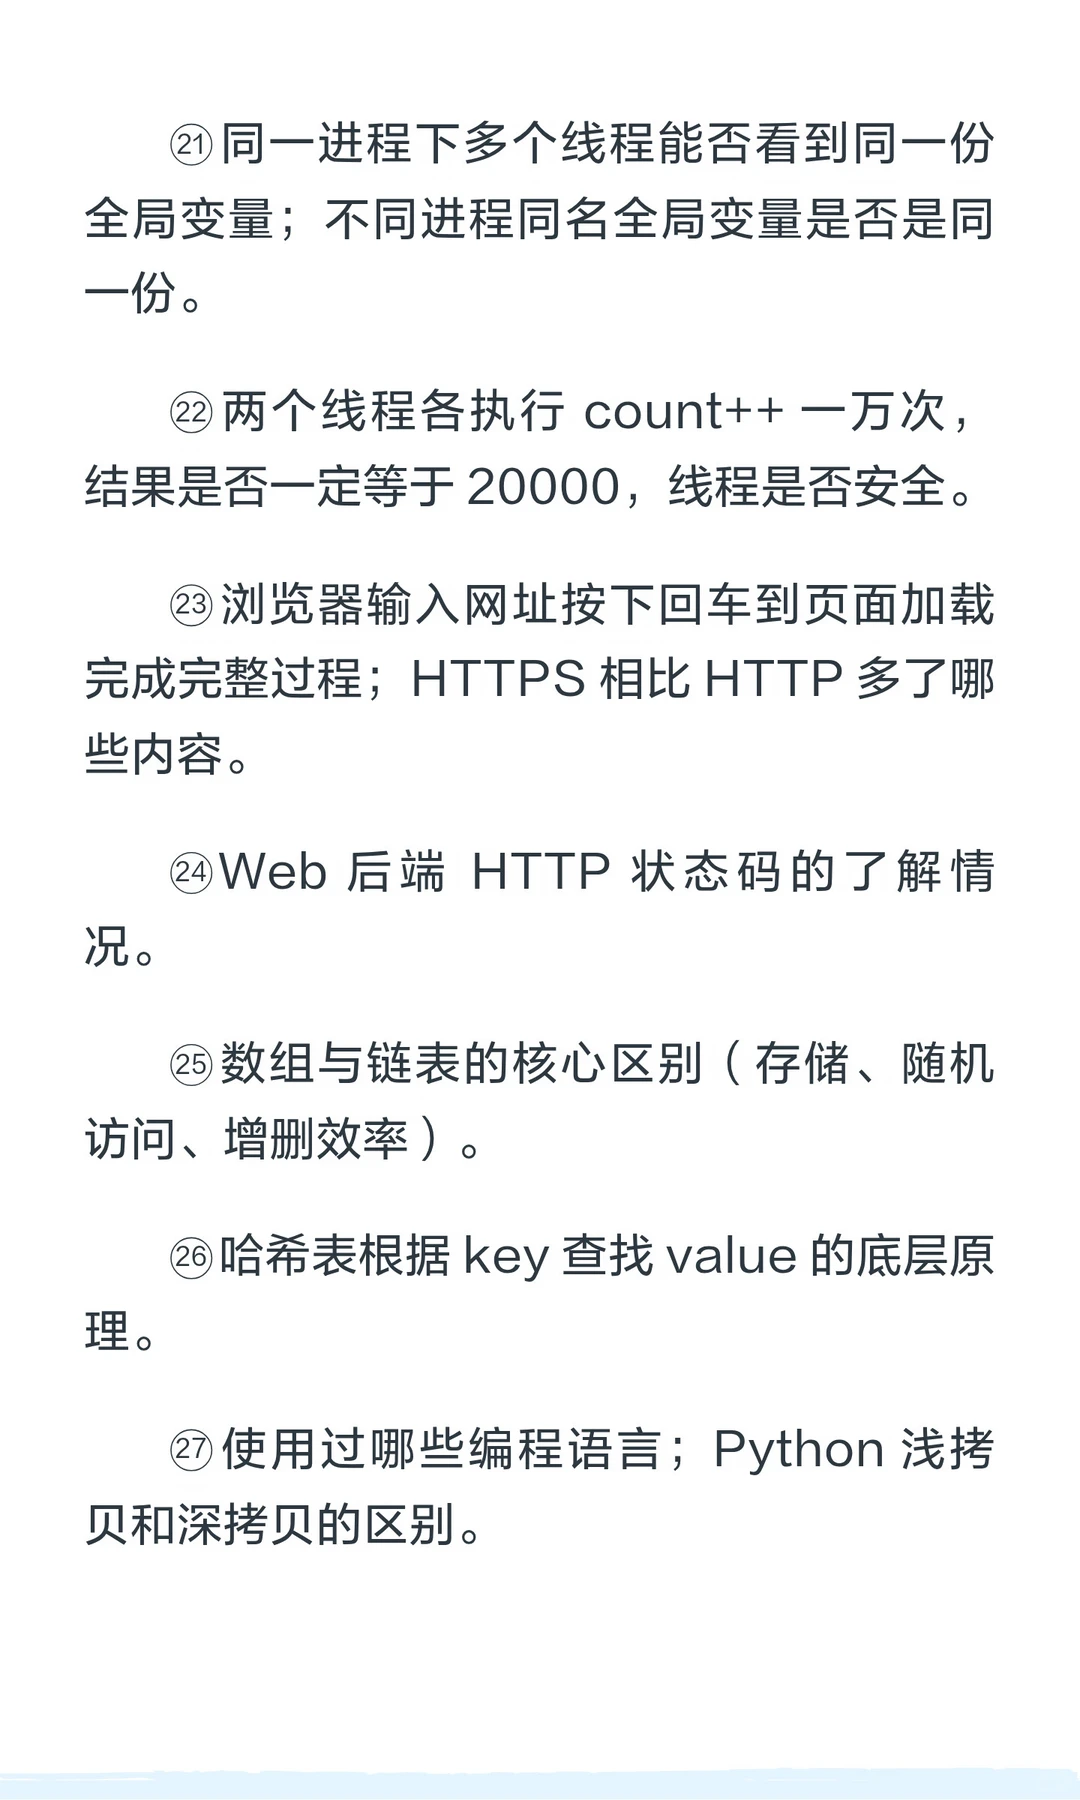 ㉑同一进程下多个线程能否看到同一份
全局变量；不同进程同名全局变量是否是同
一份。
㉒两个线程各执行 count++ 一万次，
结果是否一定等于 20000，线程是否安全。
㉓浏览器输入网址按下回车到页面加载
完成完整过程；HTTPS 相比 HTTP 多了哪
些内容。
㉔Web 后端 HTTP 状态码的了解情
况。
㉕数组与链表的核心区别（存储、随机
访问、增删效率）。
㉖哈希表根据 key 查找 value 的底层原
理。
㉗使用过哪些编程语言；Python 浅拷
贝和深拷贝的区别。